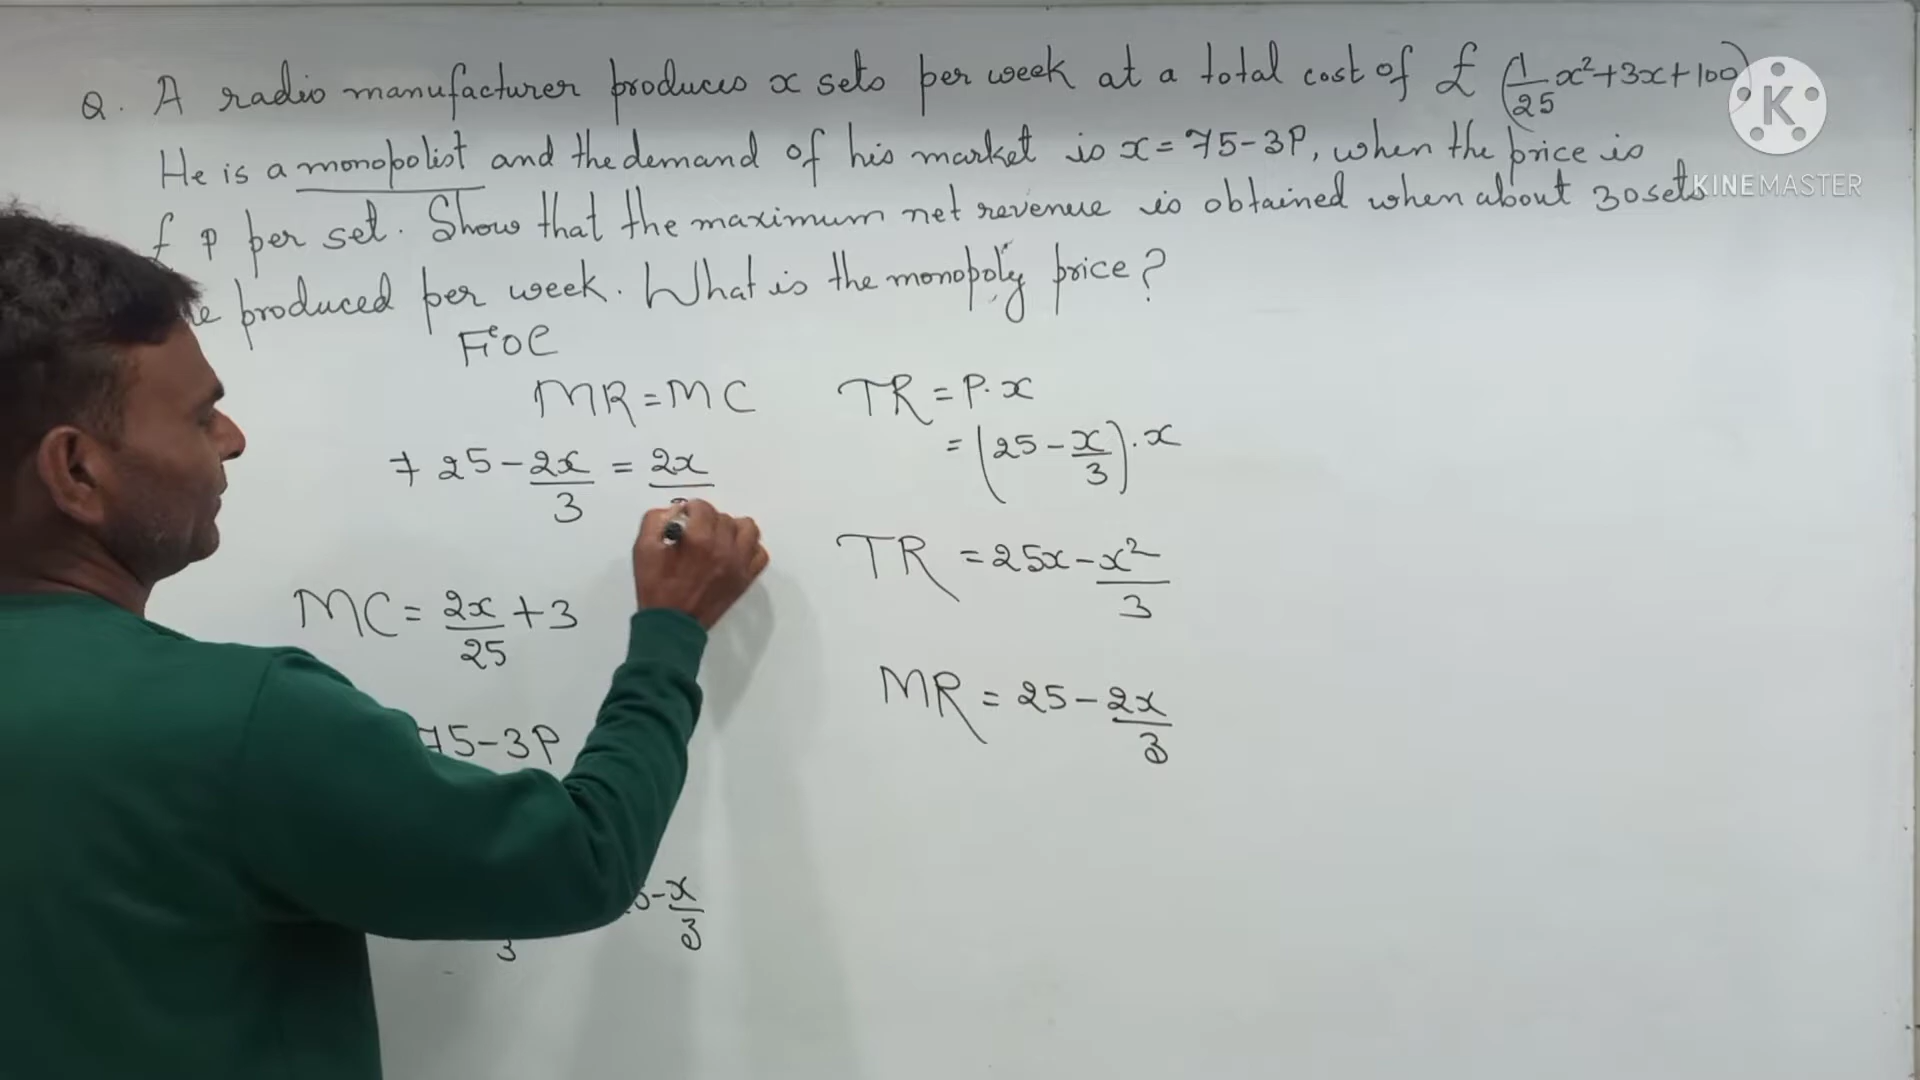 Q. A radio manufacturer produces x sets per week at a total cost of £ (1/25 x²+3x+100)
He is a monopolist and the demand of his market is x = 75-3P, when the price is
£ p per set. Show that the maximum net revenue is obtained when about 30 sets
produced per week. What is the monopoly price?
FOC
MR = MC
25 - 2x/3 = 2x
MC = 2x/25 + 3
75-3P
-x/3
3
TR = P.x
= (25 - x/3).x
TR = 25x - x²/3
MR = 25 - 2x/3
K
KINEMASTER